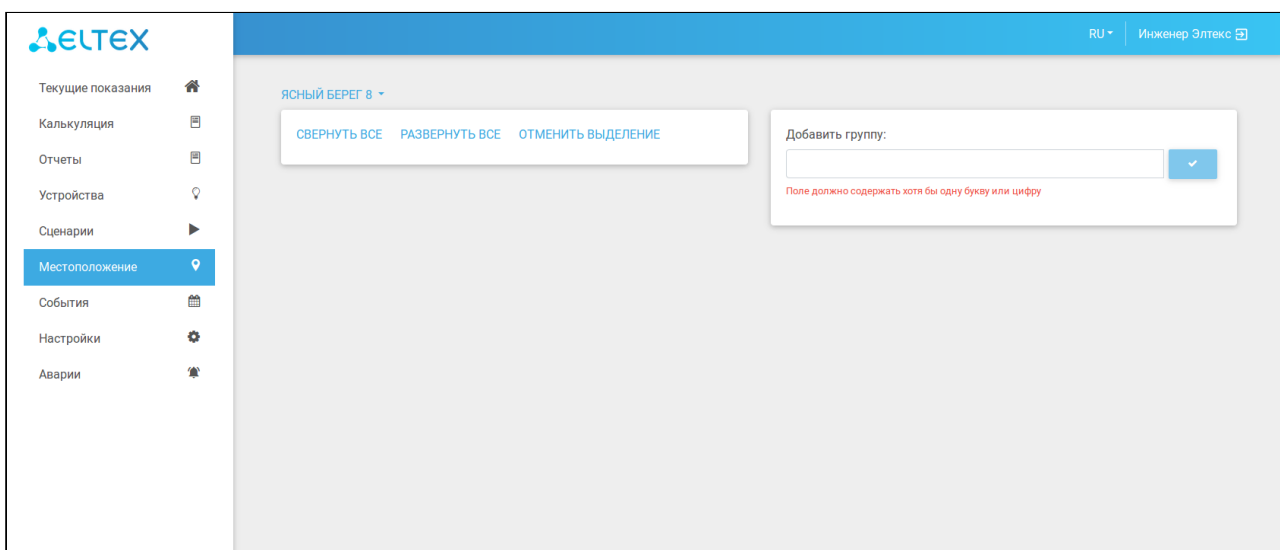 ELTEX
RU
Инженер Элтекс
Текущие показания
Калькуляция
Отчеты
Устройства
Сценарии
Местоположение
События
Настройки
Аварии
ЯСНЫЙ БЕРЕГ 8
СВЕРНУТЬ ВСЕ РАЗВЕРНУТЬ ВСЕ ОТМЕНИТЬ ВЫДЕЛЕНИЕ
Добавить группу:
Поле должно содержать хотя бы одну букву или цифру